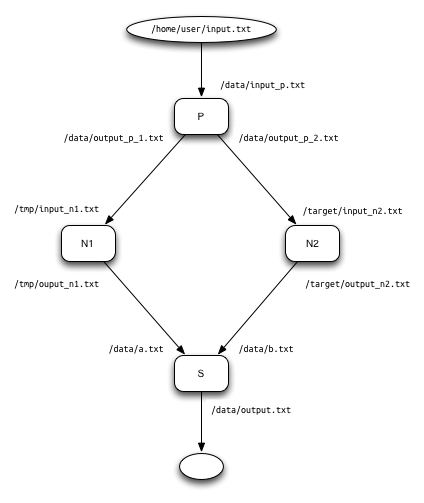 /home/user/input.txt
/data/input_p.txt
P
/data/output_p_1.txt
/data/output_p_2.txt
/tmp/input_n1.txt
/target/input_n2.txt
N1
N2
/tmp/ouput_n1.txt
/target/output_n2.txt
/data/a.txt
/data/b.txt
S
/data/output.txt